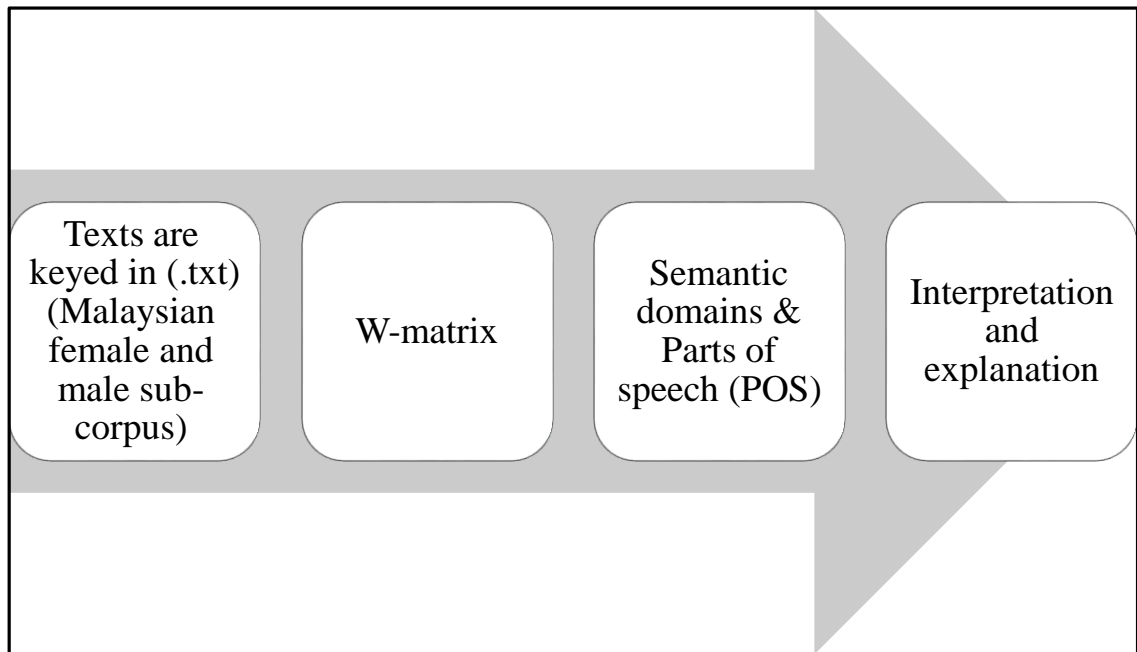 Texts are
keyed in (.txt)
(Malaysian
female and
male sub-
corpus)
W-matrix
Semantic
domains &
Parts of
speech (POS)
Interpretation
and
explanation